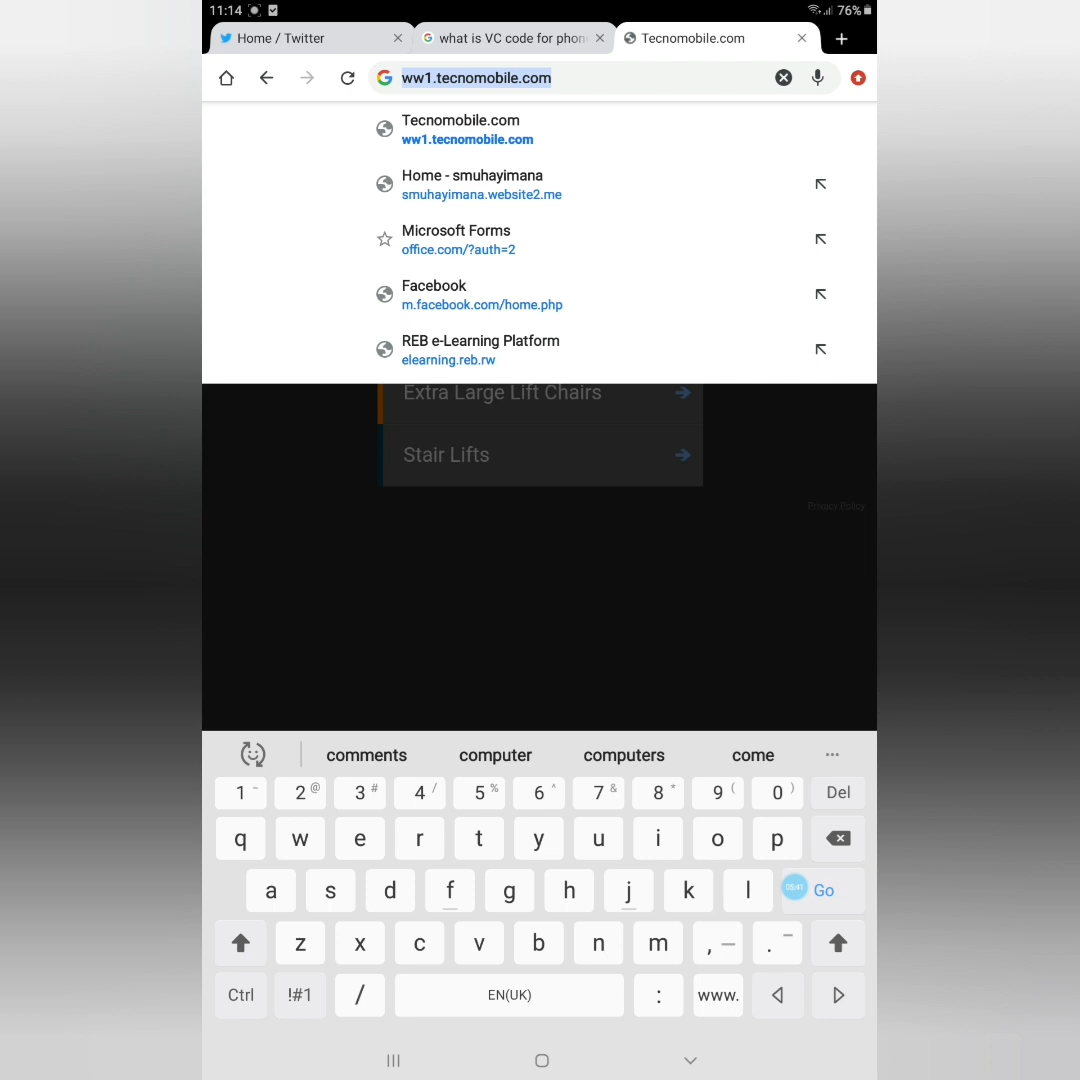 11:14 76%
Home / Twitter what is VC code for phon Tecnomobile.com
ww1.tecnomobile.com
Tecnomobile.com
ww1.tecnomobile.com
Home - smuhayimana
smuhayimana.website2.me
Microsoft Forms
office.com/?auth=2
Facebook
m.facebook.com/home.php
REB e-Learning Platform
elearning.reb.rw
Extra Large Lift Chairs
Stair Lifts
Privacy Policy
comments computer computers come ...
1 - 2 @ 3 # 4 / 5 % 6 ^ 7 & 8 * 9 ( 0 ) Del
q w e r t y u i o p
a s d f g h j k l 05:41 Go
z x c v b n m , — . –
Ctrl !#1 / EN(UK) : www.